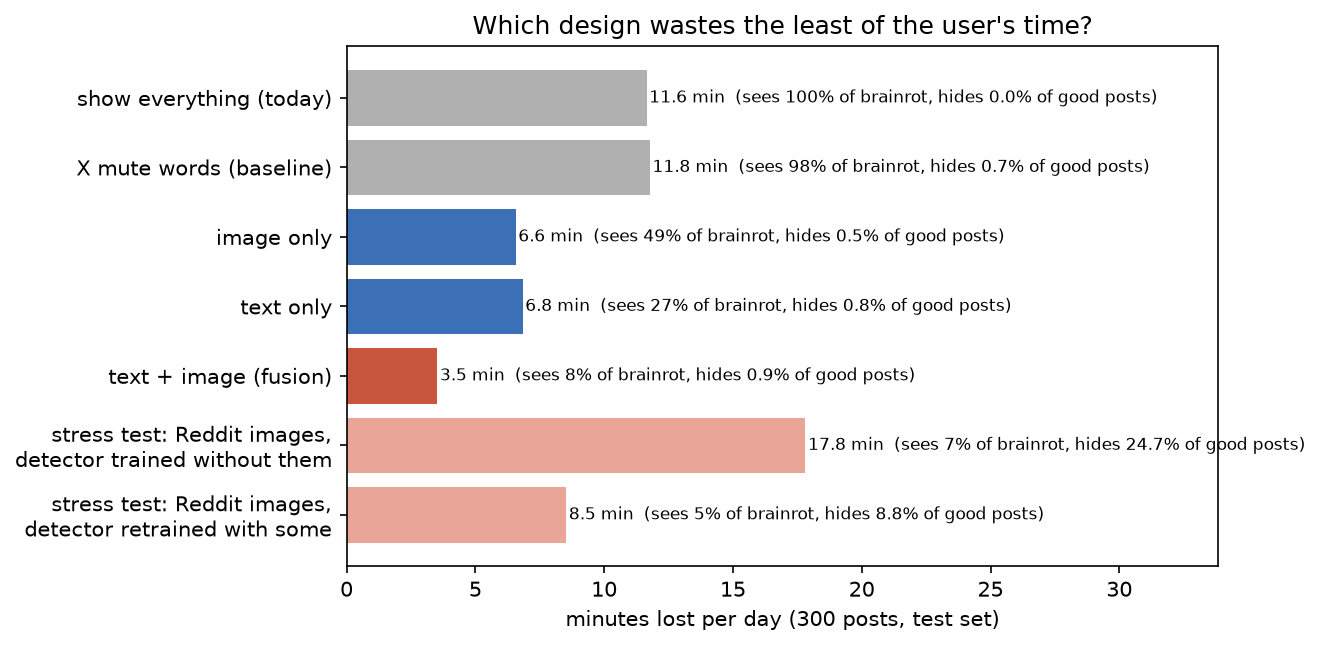 Which design wastes the least of the user's time?
show everything (today)
11.6 min  (sees 100% of brainrot, hides 0.0% of good posts)
X mute words (baseline)
11.8 min  (sees 98% of brainrot, hides 0.7% of good posts)
image only
6.6 min  (sees 49% of brainrot, hides 0.5% of good posts)
text only
6.8 min  (sees 27% of brainrot, hides 0.8% of good posts)
text + image (fusion)
3.5 min  (sees 8% of brainrot, hides 0.9% of good posts)
stress test: Reddit images,
detector trained without them
17.8 min  (sees 7% of brainrot, hides 24.7% of good posts)
stress test: Reddit images,
detector retrained with some
8.5 min  (sees 5% of brainrot, hides 8.8% of good posts)
0 5 10 15 20 25 30
minutes lost per day (300 posts, test set)